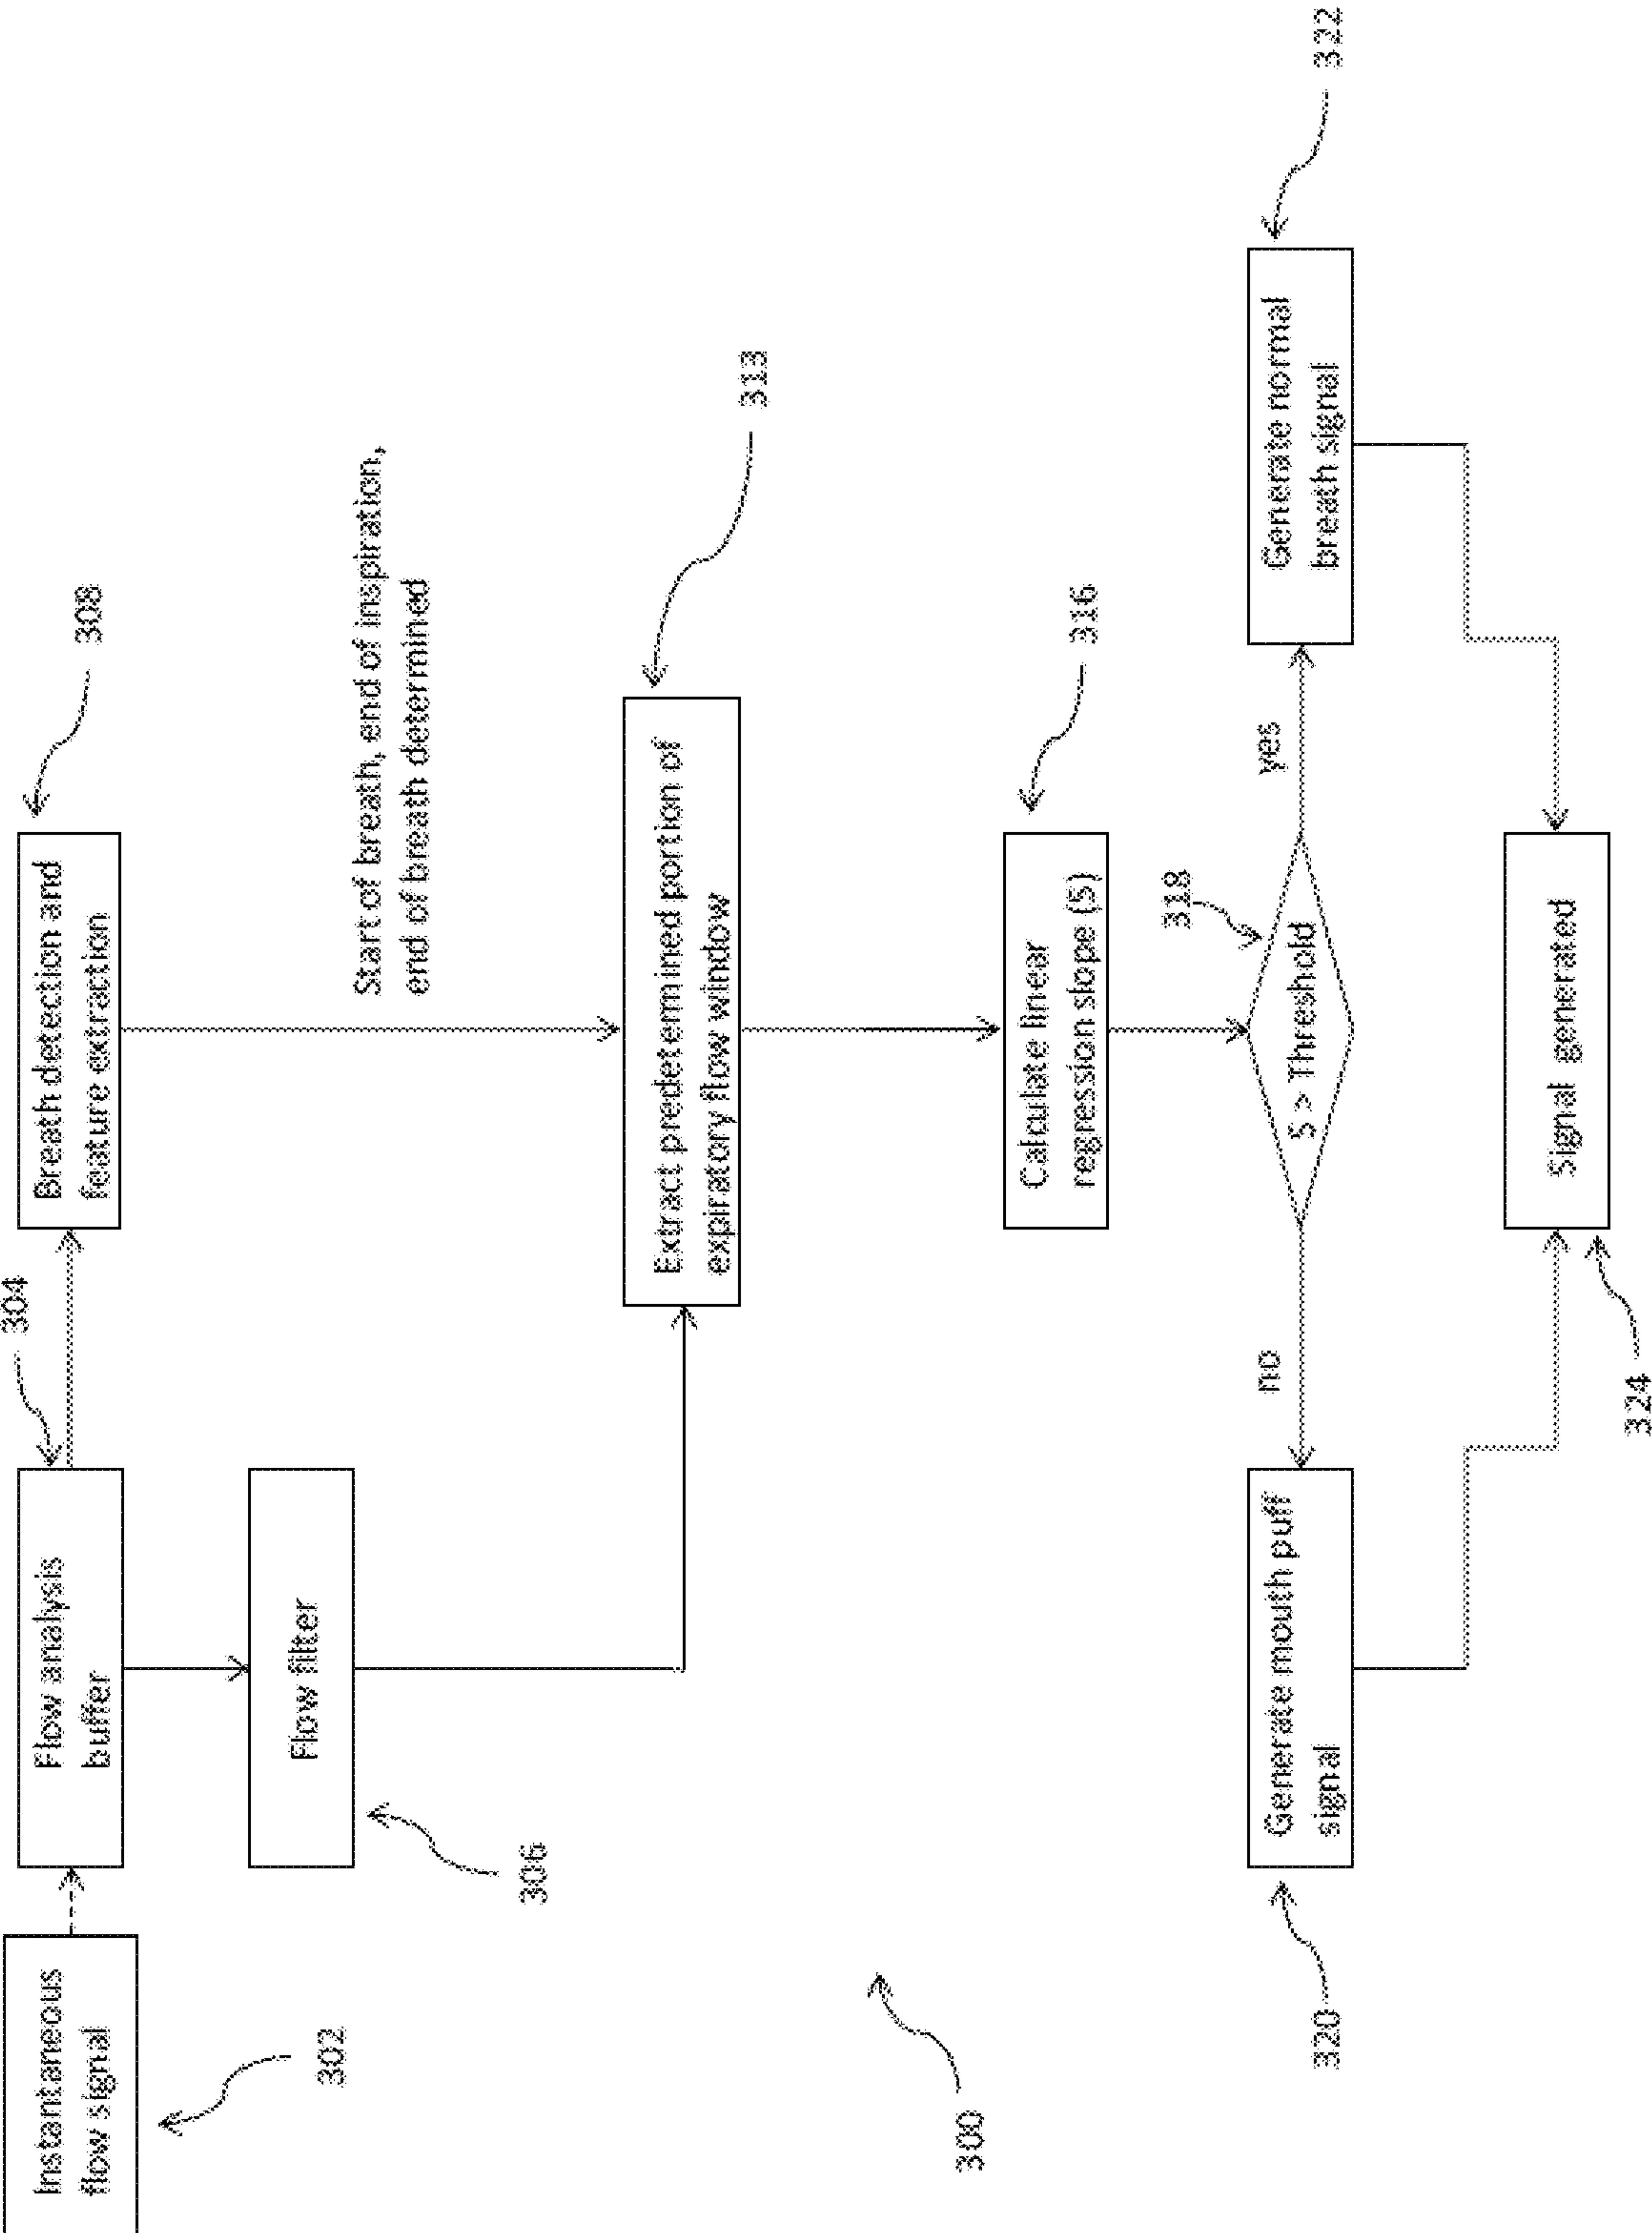 Instantaneous
flow signal
302
Flow analysis
buffer
304
Breath detection and
feature extraction
308
Flow filter
306
Start of breath, end of inspiration,
end of breath determined
Extract predetermined portion of
expiratory flow window
313
Calculate linear
regression slope (S)
316
300
318
S > Threshold
no
yes
Generate mouth puff
signal
320
Generate normal
breath signal
322
Signal generated
324